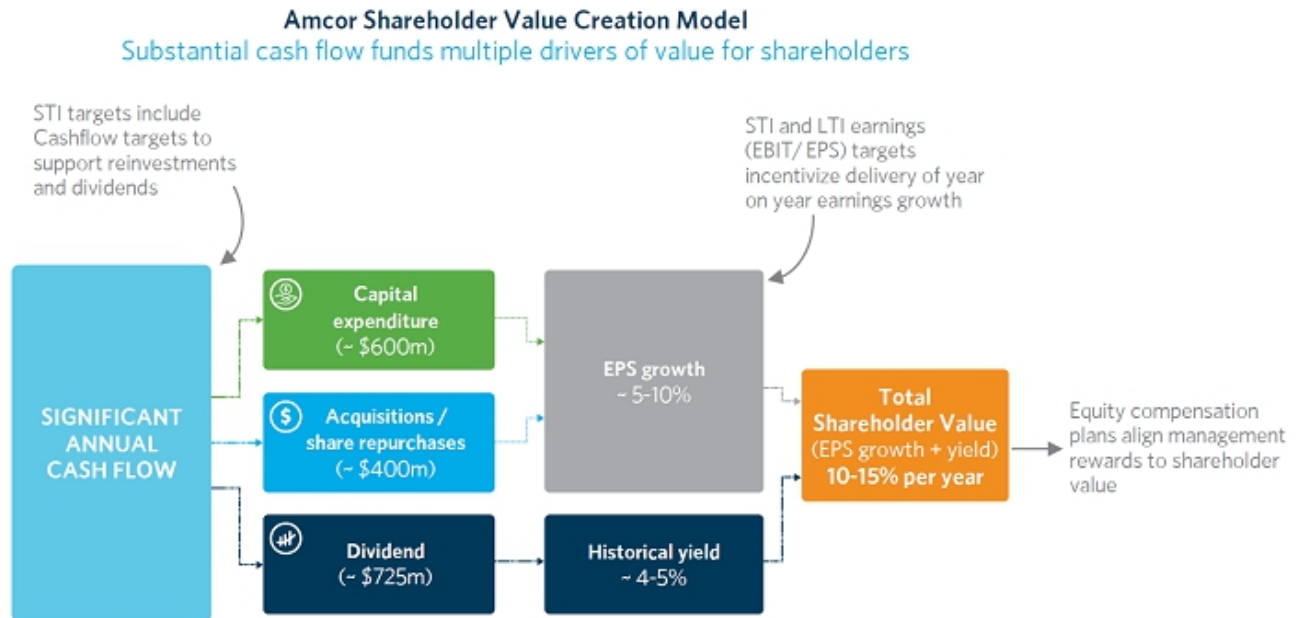 Amcor Shareholder Value Creation Model
Substantial cash flow funds multiple drivers of value for shareholders
STI targets include
Cashflow targets to
support reinvestments
and dividends
STI and LTI earnings
(EBIT/ EPS) targets
incentivize delivery of year
on year earnings growth
SIGNIFICANT
ANNUAL
CASH FLOW
Capital
expenditure
(~ $600m)
$
Acquisitions /
share repurchases
(~ $400m)
Dividend
(~ $725m)
EPS growth
~ 5-10%
Historical yield
~ 4-5%
Total
Shareholder Value
(EPS growth + yield)
10-15% per year
Equity compensation
plans align management
rewards to shareholder
value